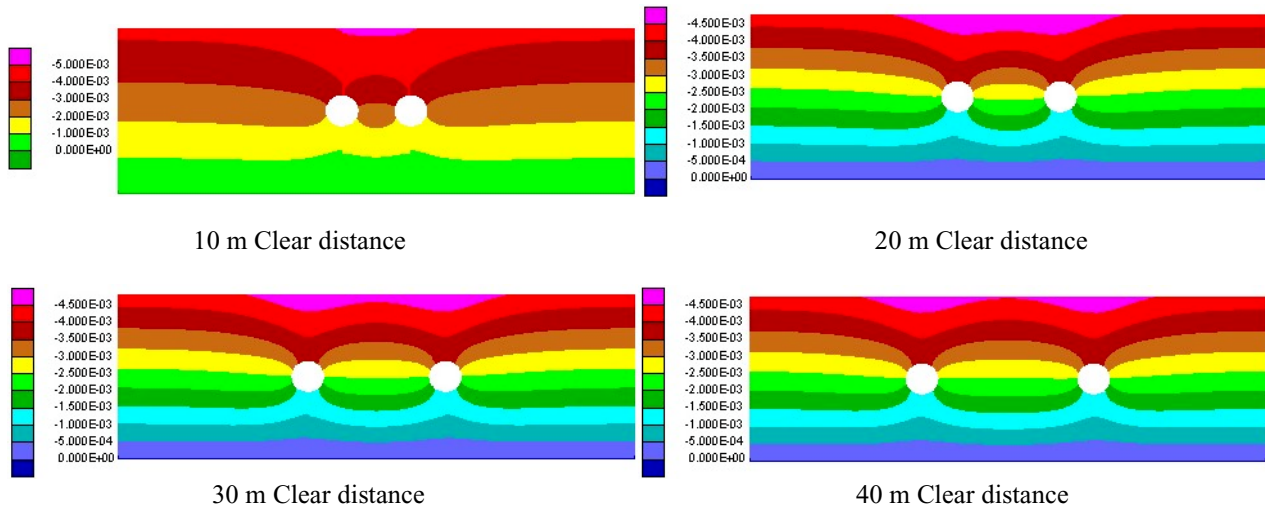 -5.000E-03
-4.000E-03
-3.000E-03
-2.000E-03
-1.000E-03
0.000E+00
10 m Clear distance
-4.500E-03
-4.000E-03
-3.500E-03
-3.000E-03
-2.500E-03
-2.000E-03
-1.500E-03
-1.000E-03
-5.000E-04
0.000E+00
20 m Clear distance
-4.500E-03
-4.000E-03
-3.500E-03
-3.000E-03
-2.500E-03
-2.000E-03
-1.500E-03
-1.000E-03
-5.000E-04
0.000E+00
30 m Clear distance
-4.500E-03
-4.000E-03
-3.500E-03
-3.000E-03
-2.500E-03
-2.000E-03
-1.500E-03
-1.000E-03
-5.000E-04
0.000E+00
40 m Clear distance